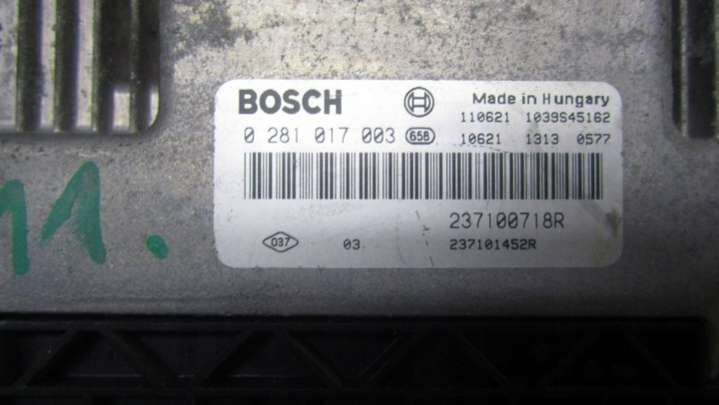 11.
BOSCH Made in Hungary
110621 1039S45162
0 281 017 003 658 10621 1313 0577
237100718R
037 03 237101452R